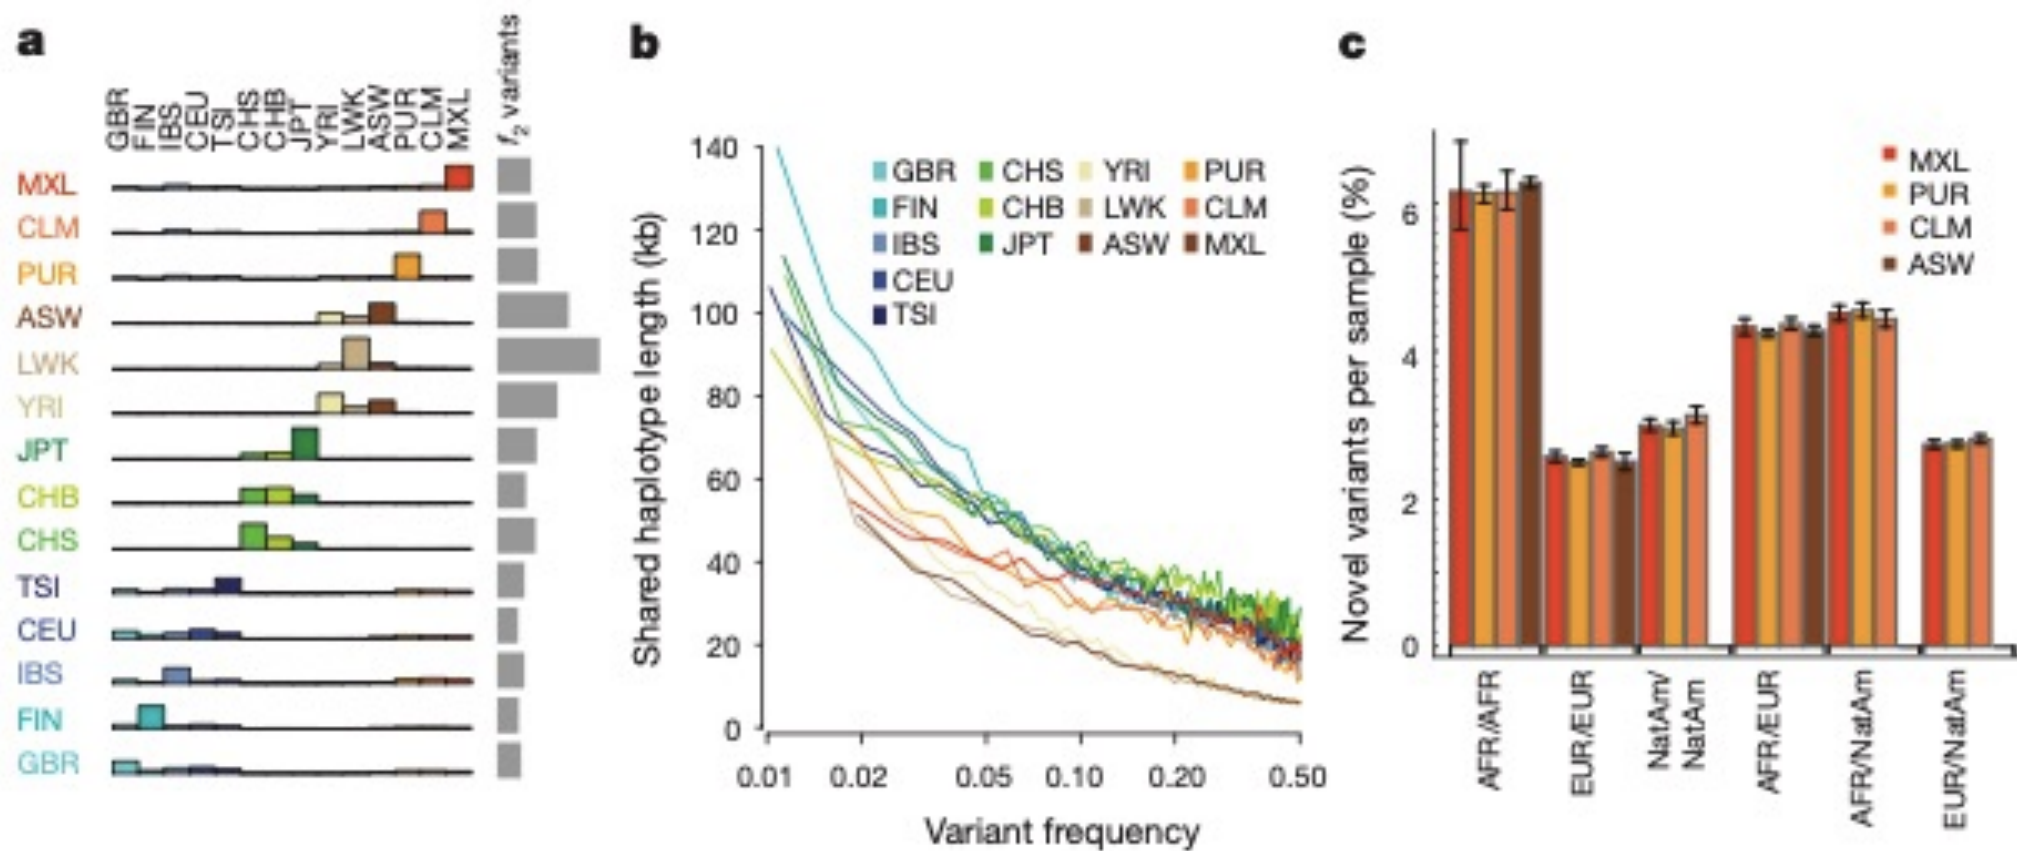 a
GBR FIN IBS CEU TSI CHS CHB JPT YRI LWK ASW PUR CLM MXL
f2 variants
MXL
CLM
PUR
ASW
LWK
YRI
JPT
CHB
CHS
TSI
CEU
IBS
FIN
GBR
b
Shared haplotype length (kb)
140
120
100
80
60
40
20
0
GBR CHS YRI PUR
FIN CHB LWK CLM
IBS JPT ASW MXL
CEU
TSI
0.01 0.02 0.05 0.10 0.20 0.50
Variant frequency
c
Novel variants per sample (%)
6
4
2
0
MXL
PUR
CLM
ASW
AFR/AFR
EUR/EUR
NatAm/
NatAm
AFR/EUR
AFR/NatAm
EUR/NatAm